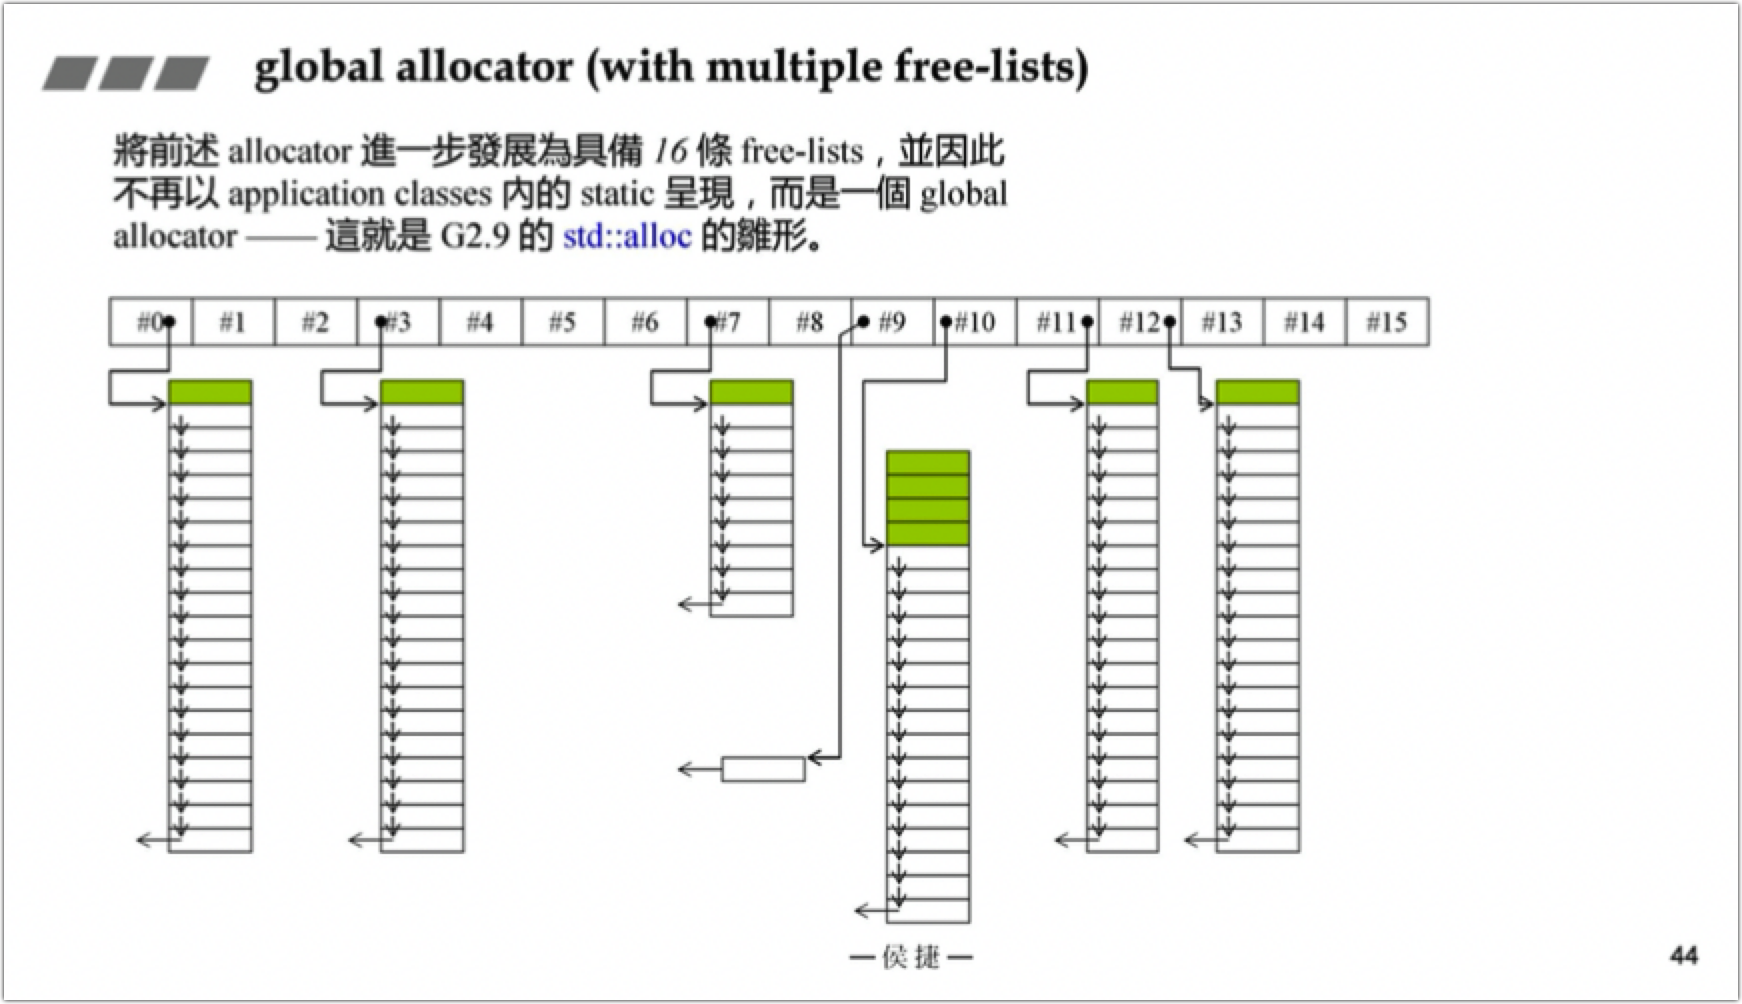 global allocator (with multiple free-lists)
將前述 allocator 進一步發展為具備 16 條 free-lists，並因此
不再以 application classes 內的 static 呈現，而是一個 global
allocator —— 這就是 G2.9 的 std::alloc 的雛形。
#0 #1 #2 #3 #4 #5 #6 #7 #8 #9 #10 #11 #12 #13 #14 #15
— 侯捷 —
44